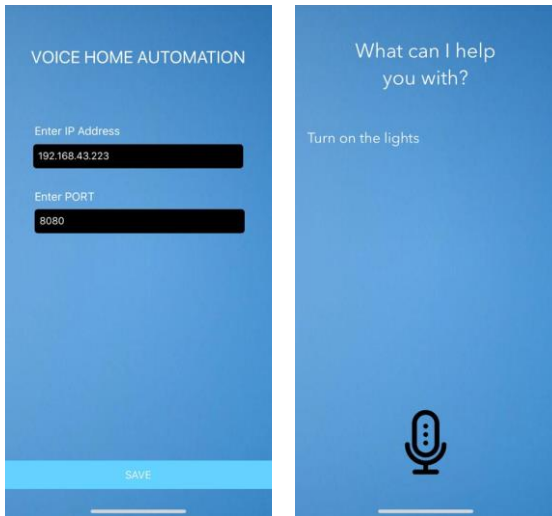 VOICE HOME AUTOMATION
Enter IP Address
192.168.43.223
Enter PORT
8080
SAVE
What can I help
you with?
Turn on the lights